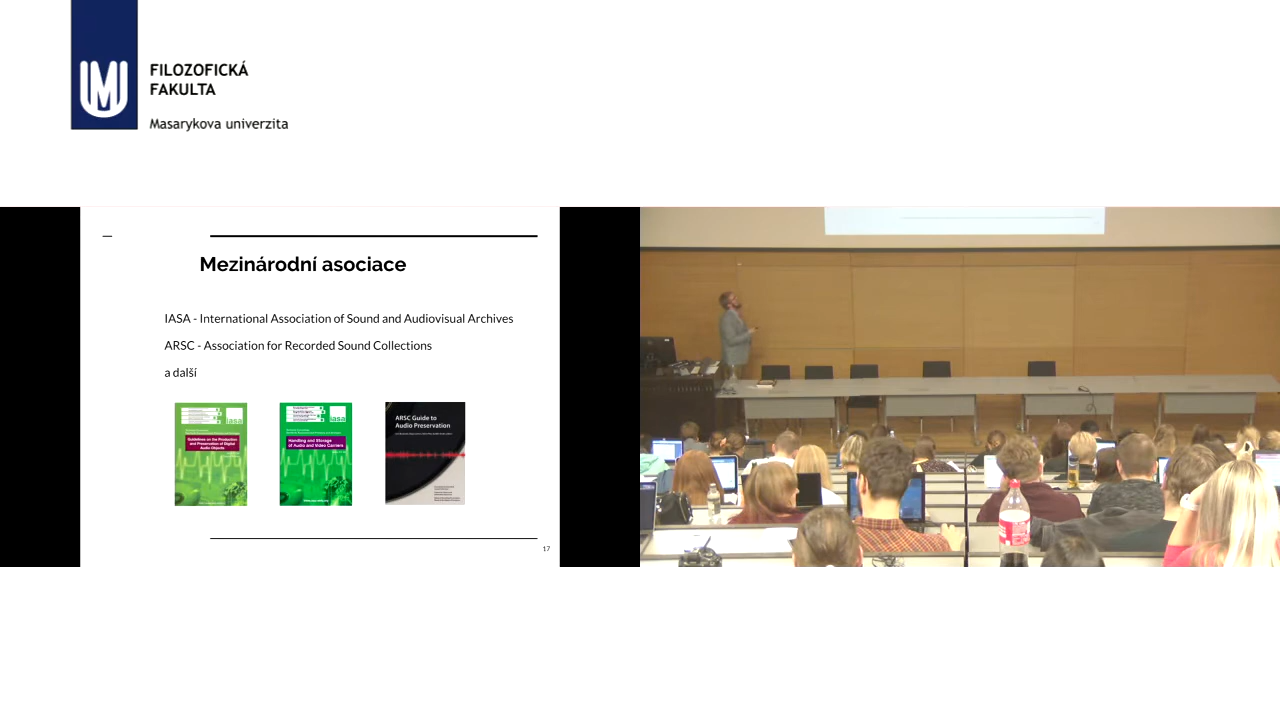 FILOZOFICKÁ
FAKULTA
Masarykova univerzita
Mezinárodní asociace
IASA - International Association of Sound and Audiovisual Archives
ARSC - Association for Recorded Sound Collections
a další
iasa
Guidelines on the Production
and Preservation of Digital
Audio Objects
iasa
Handling and Storage
of Audio and Video Carriers
ARSC Guide to
Audio Preservation
17